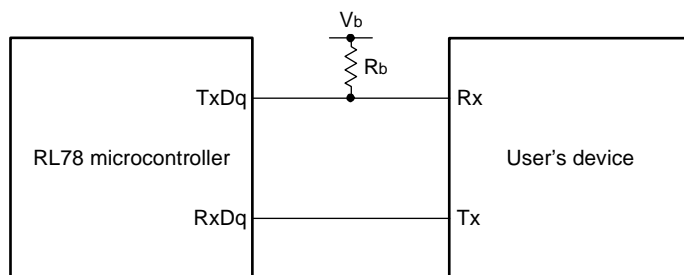 Vb
Rb
TxDq
Rx
RL78 microcontroller
User's device
RxDq
Tx